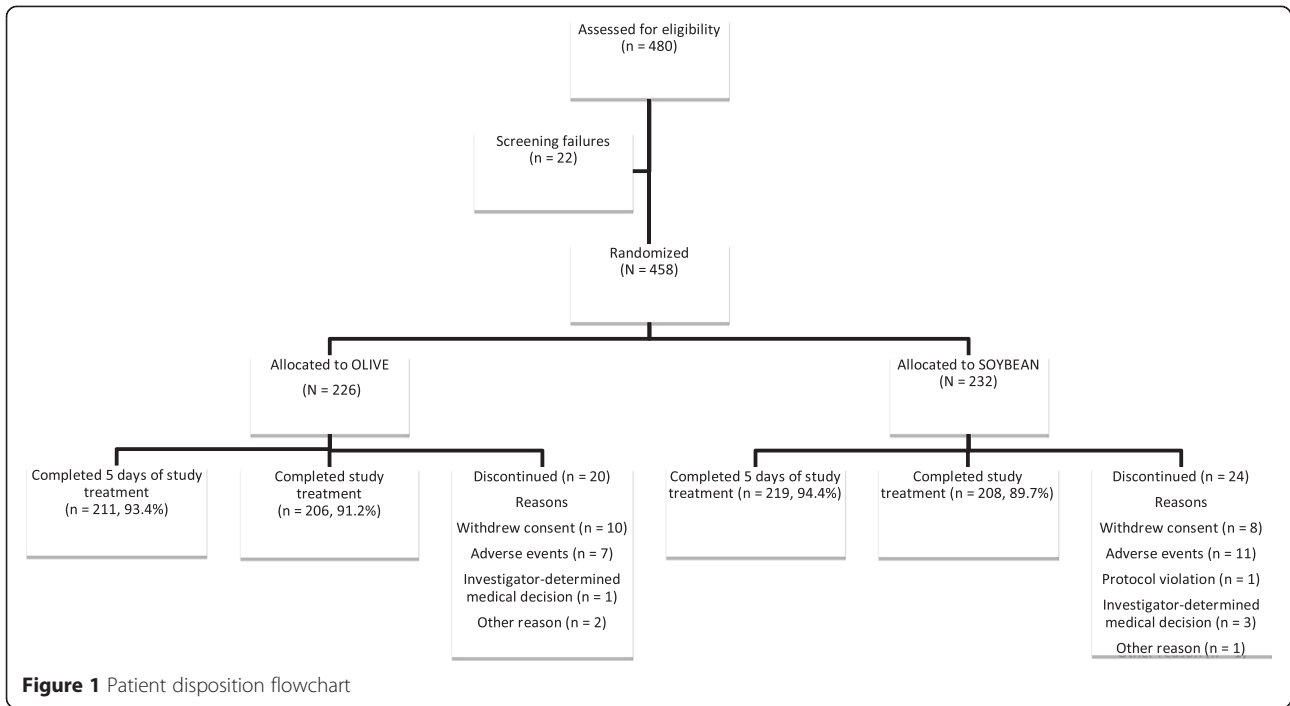 Assessed for eligibility
(n = 480)
Screening failures
(n = 22)
Randomized
(N = 458)
Allocated to OLIVE
(N = 226)
Allocated to SOYBEAN
(N = 232)
Completed 5 days of study
treatment
(n = 211, 93.4%)
Completed study
treatment
(n = 206, 91.2%)
Discontinued (n = 20)
Reasons
Withdrew consent (n = 10)
Adverse events (n = 7)
Investigator-determined
medical decision (n = 1)
Other reason (n = 2)
Completed 5 days of study
treatment (n = 219, 94.4%)
Completed study
treatment (n = 208, 89.7%)
Discontinued (n = 24)
Reasons
Withdrew consent (n = 8)
Adverse events (n = 11)
Protocol violation (n = 1)
Investigator-determined
medical decision (n = 3)
Other reason (n = 1)
Figure 1 Patient disposition flowchart